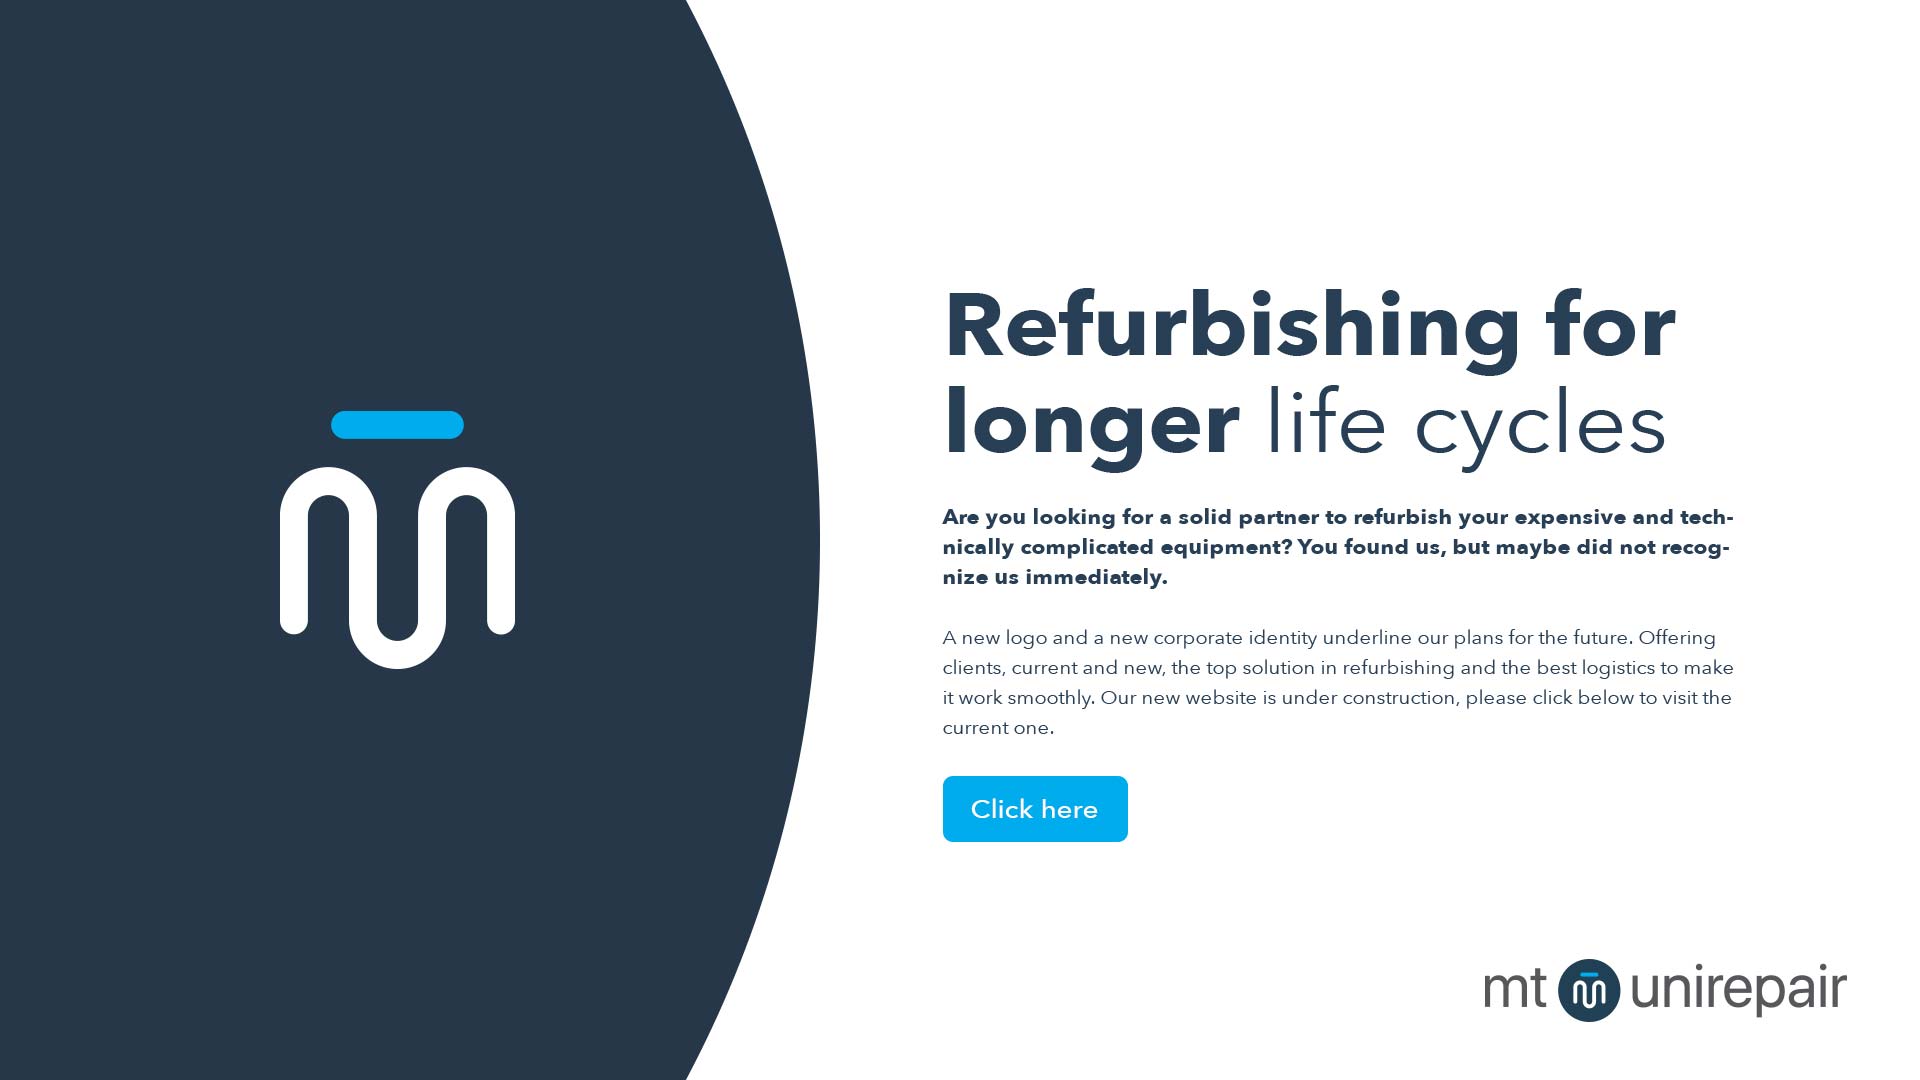 Refurbishing for
longer life cycles
Are you looking for a solid partner to refurbish your expensive and tech-
nically complicated equipment? You found us, but maybe did not recog-
nize us immediately.
A new logo and a new corporate identity underline our plans for the future. Offering
clients, current and new, the top solution in refurbishing and the best logistics to make
it work smoothly. Our new website is under construction, please click below to visit the
current one.
Click here
mt unirepair